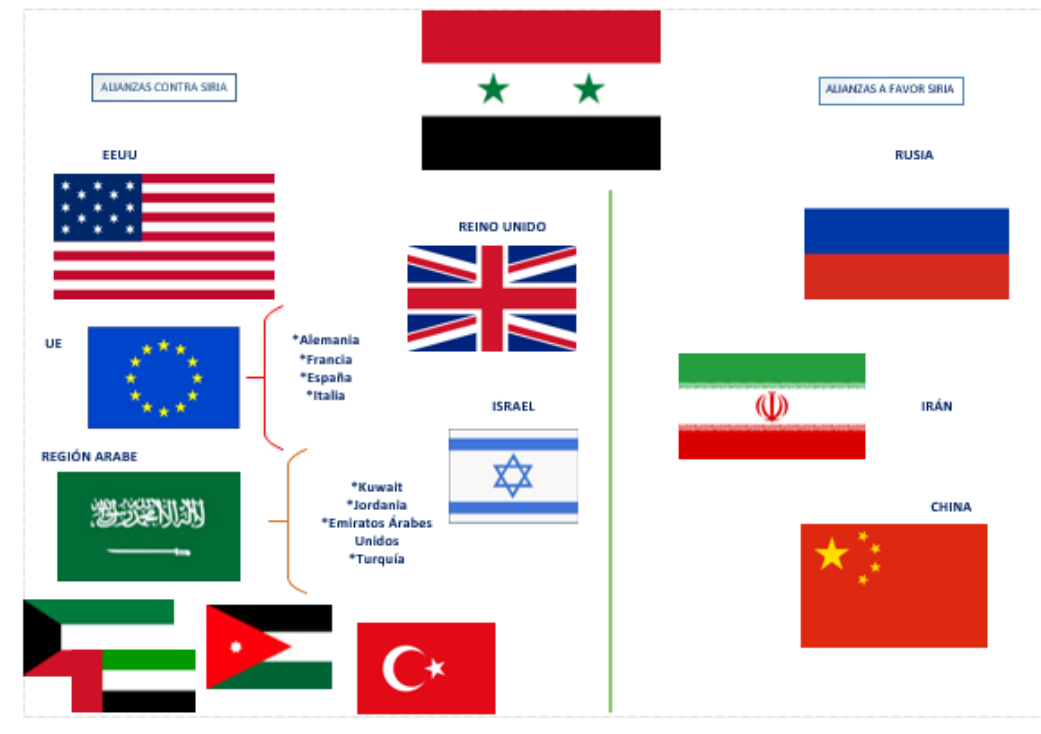 ALIANZAS CONTRA SIRIA
ALIANZAS A FAVOR SIRIA
EEUU
RUSIA
REINO UNIDO
UE
*Alemania
*Francia
*España
*Italia
ISRAEL
IRÁN
REGIÓN ARABE
*Kuwait
*Jordania
*Emiratos Árabes
Unidos
*Turquía
CHINA